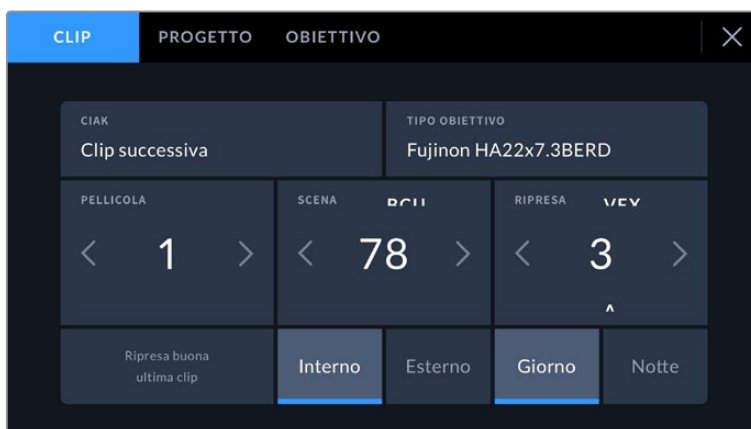 CLIP PROGETTO OBIETTIVO
CIAK
Clip successiva
TIPO OBIETTIVO
Fujinon HA22x7.3BERD
PELLICOLA
1
SCENA
78
RIPRESA
3
Ripresa buona
ultima clip
Interno
Esterno
Giorno
Notte